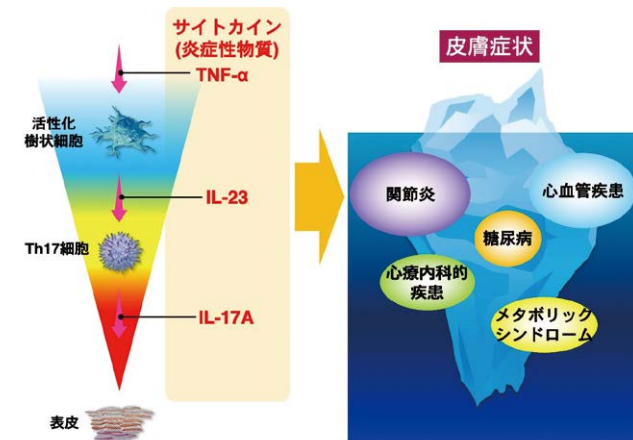 サイトカイン
(炎症性物質)
TNF-α
活性化
樹状細胞
IL-23
Th17細胞
IL-17A
表皮
皮膚症状
関節炎
心血管疾患
糖尿病
心療内科的
疾患
メタボリック
シンドローム